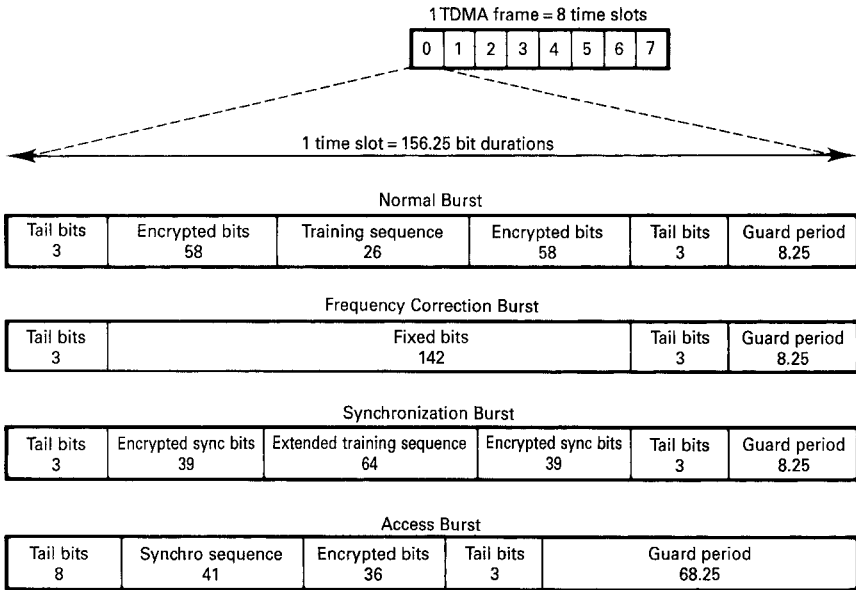 1 TDMA frame = 8 time slots
0 1 2 3 4 5 6 7
1 time slot = 156.25 bit durations
Normal Burst
Tail bits Encrypted bits Training sequence Encrypted bits Tail bits Guard period
3 58 26 58 3 8.25
Frequency Correction Burst
Tail bits Fixed bits Tail bits Guard period
3 142 3 8.25
Synchronization Burst
Tail bits Encrypted sync bits Extended training sequence Encrypted sync bits Tail bits Guard period
3 39 64 39 3 8.25
Access Burst
Tail bits Synchro sequence Encrypted bits Tail bits Guard period
8 41 36 3 68.25